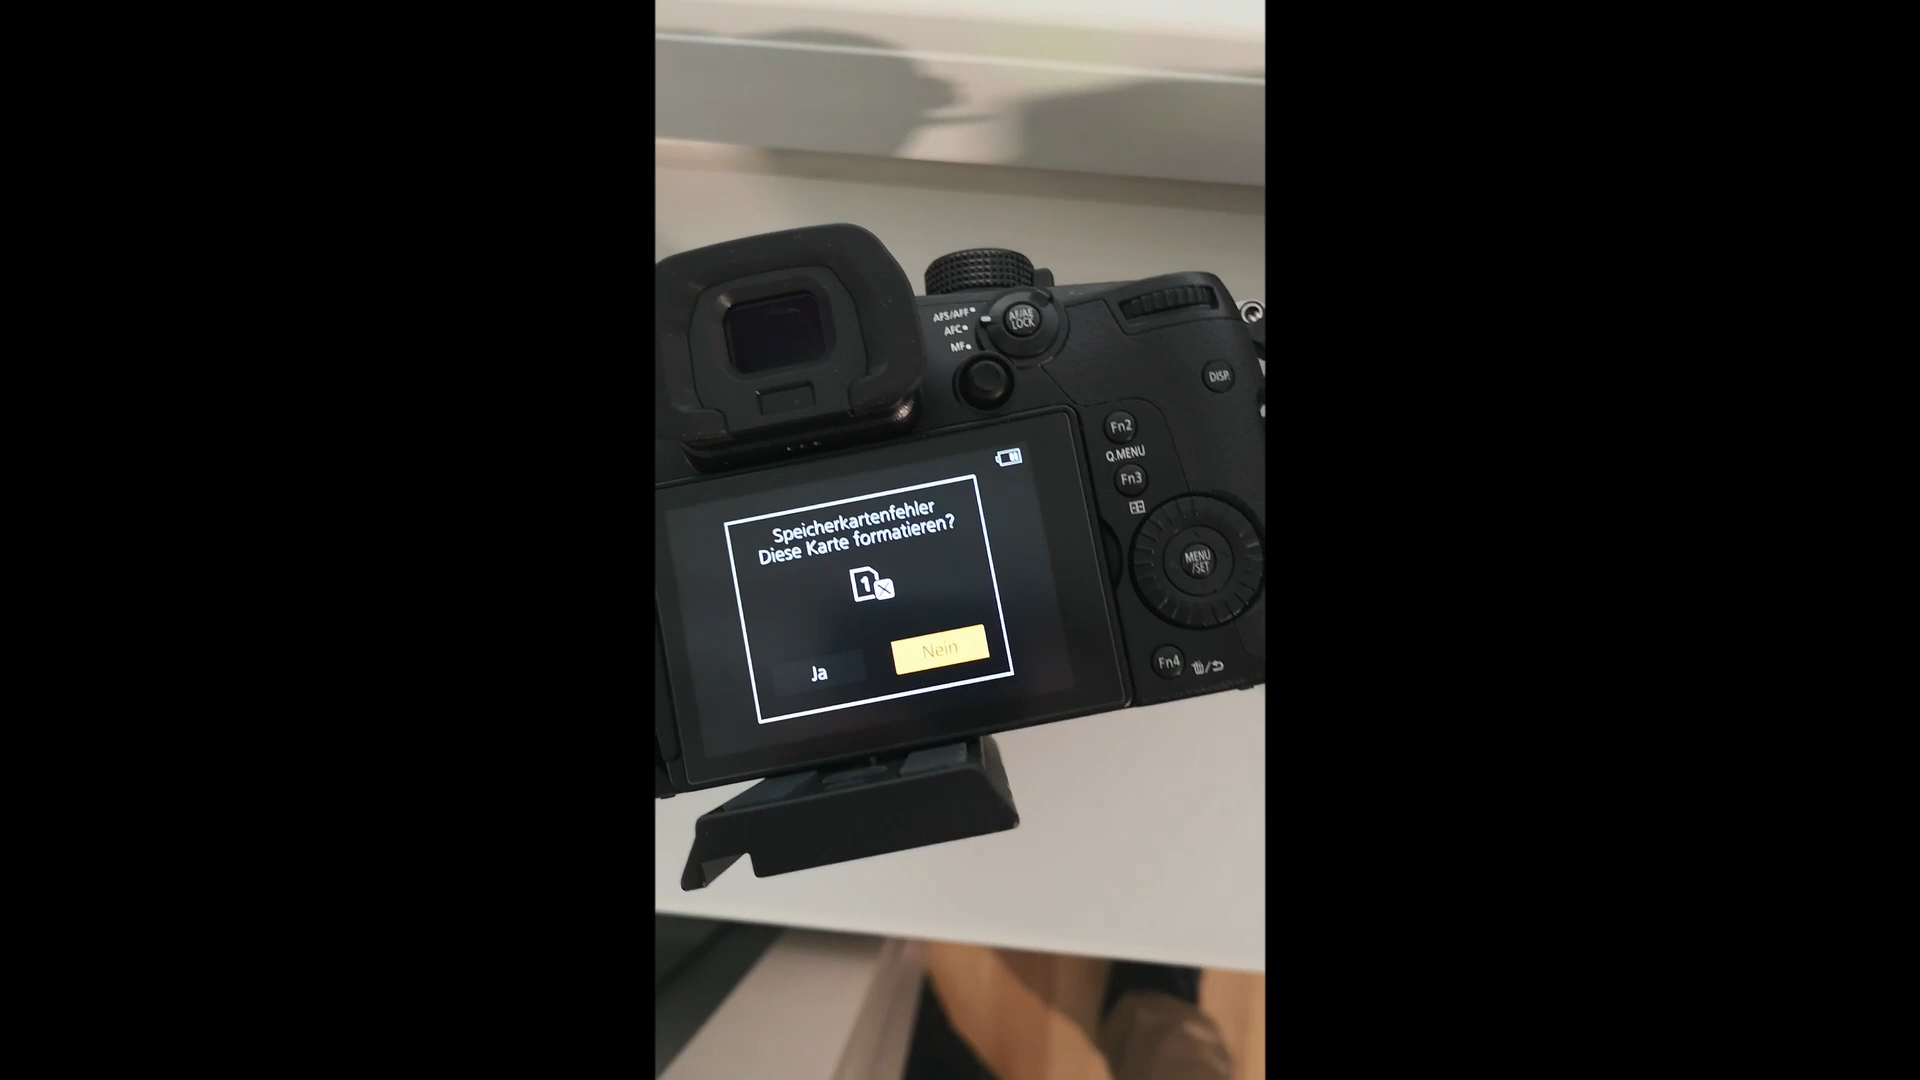 AFS/AFF
AFC
MF
AF/AE
LOCK
DISP.
Fn2
Q.MENU
Fn3
MENU
/SET
Fn4
Speicherkartenfehler
Diese Karte formatieren?
1
Ja
Nein